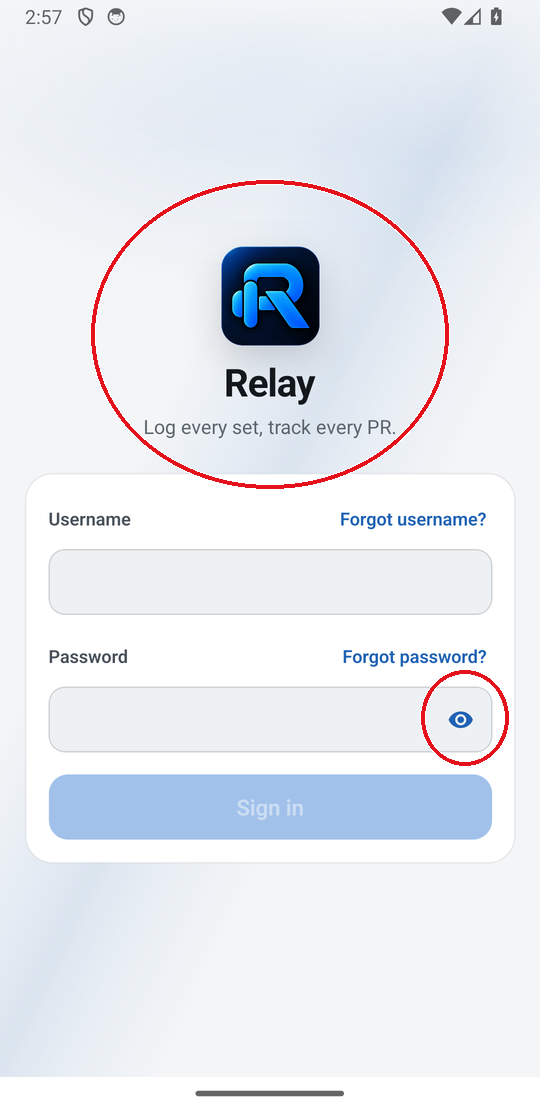 2:57
Relay
Log every set, track every PR.
Username Forgot username?
Password Forgot password?
Sign in